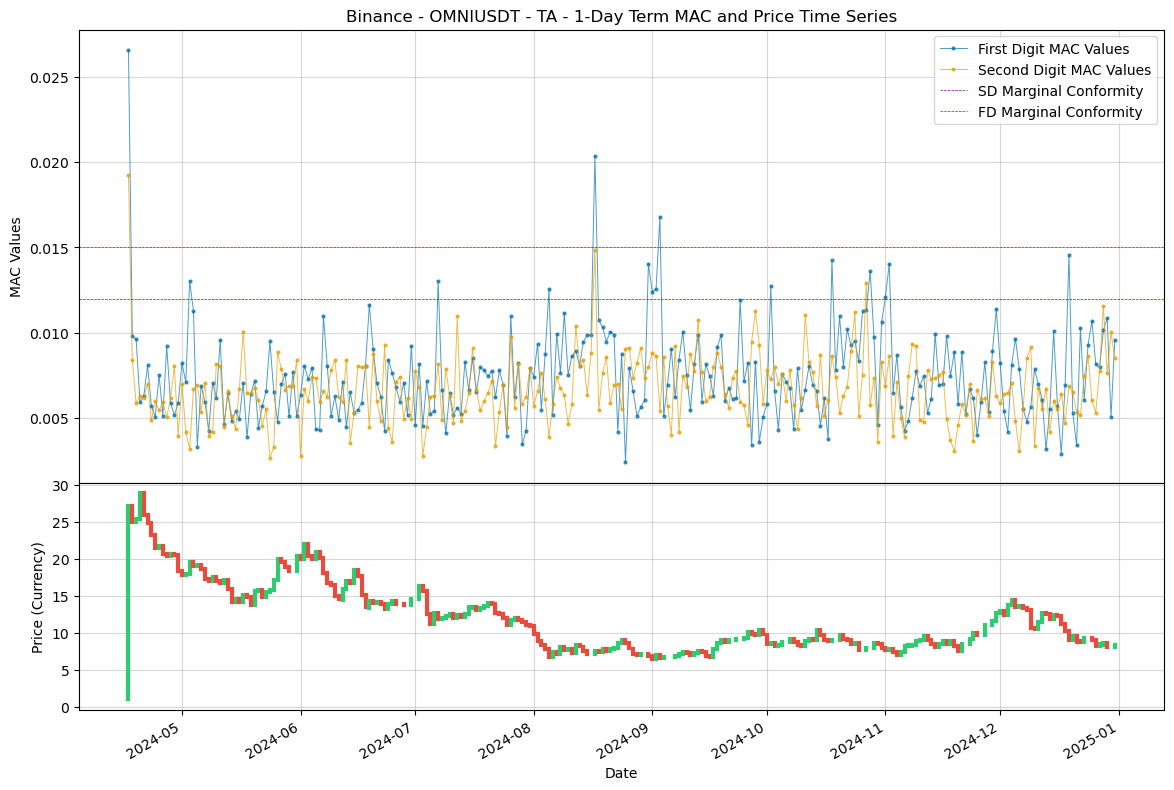 Binance - OMNIUSDT - TA - 1-Day Term MAC and Price Time Series
First Digit MAC Values
Second Digit MAC Values
SD Marginal Conformity
FD Marginal Conformity
MAC Values
0.025
0.020
0.015
0.010
0.005
Price (Currency)
30
25
20
15
10
5
0
2024-05
2024-06
2024-07
2024-08
2024-09
2024-10
2024-11
2024-12
2025-01
Date